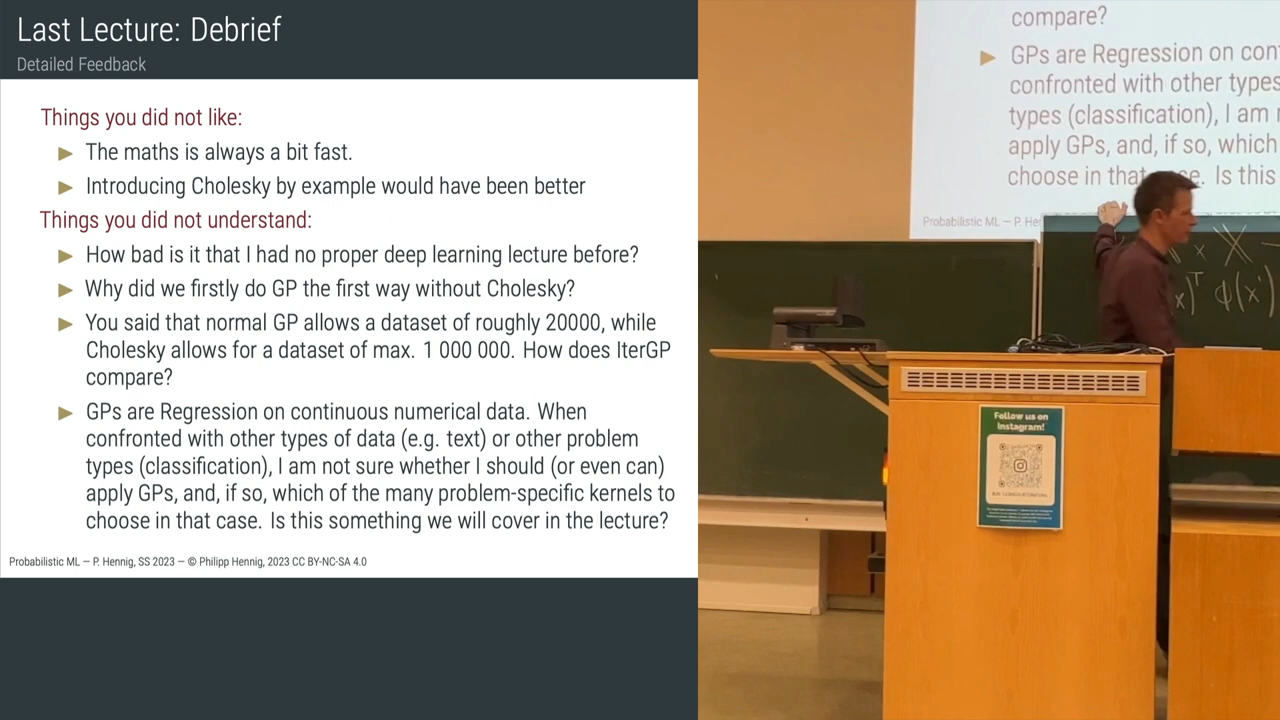 Last Lecture: Debrief
Detailed Feedback
Things you did not like:
▶ The maths is always a bit fast.
▶ Introducing Cholesky by example would have been better
Things you did not understand:
▶ How bad is it that I had no proper deep learning lecture before?
▶ Why did we firstly do GP the first way without Cholesky?
▶ You said that normal GP allows a dataset of roughly 20000, while
Cholesky allows for a dataset of max. 1 000 000. How does IterGP
compare?
▶ GPs are Regression on continuous numerical data. When
confronted with other types of data (e.g. text) or other problem
types (classification), I am not sure whether I should (or even can)
apply GPs, and, if so, which of the many problem-specific kernels to
choose in that case. Is this something we will cover in the lecture?
Probabilistic ML — P. Hennig, SS 2023 — © Philipp Hennig, 2023 CC BY-NC-SA 4.0
compare?
▶ GPs are Regression on con
confronted with other types
types (classification), I am
apply GPs, and, if so, which
choose in that se. Is this
Probabilistic ML — P. He
x X
x)ᵀ ϕ(x')
Follow us on
Instagram!